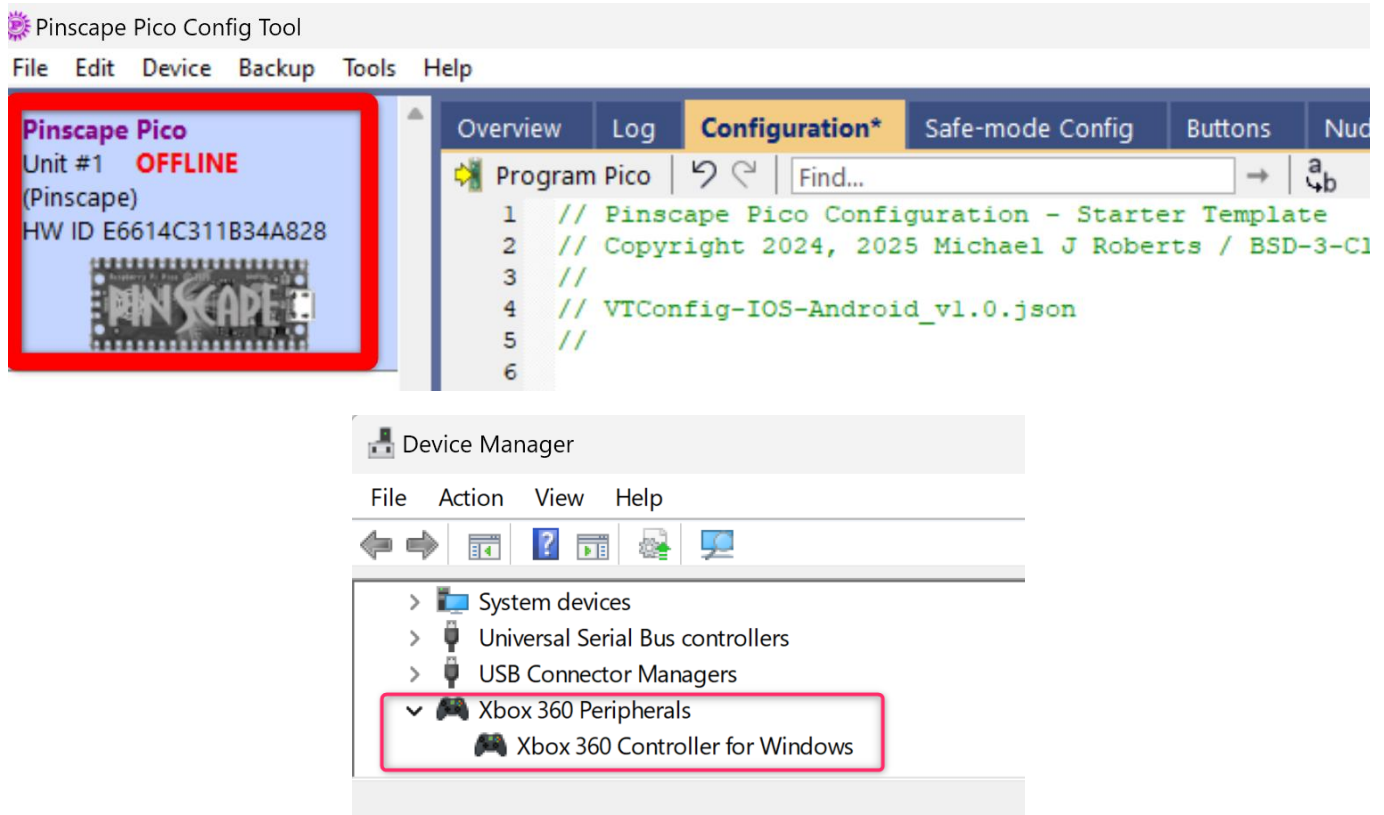 Pinscape Pico Config Tool
File Edit Device Backup Tools Help
Pinscape Pico
Unit #1 OFFLINE
(Pinscape)
HW ID E6614C311B34A828
PINSCAPE
Overview Log Configuration* Safe-mode Config Buttons Nud
Program Pico Find...
1 // Pinscape Pico Configuration - Starter Template
2 // Copyright 2024, 2025 Michael J Roberts / BSD-3-Cl
3 //
4 // VTConfig-IOS-Android_v1.0.json
5 //
6
Device Manager
File Action View Help
System devices
Universal Serial Bus controllers
USB Connector Managers
Xbox 360 Peripherals
Xbox 360 Controller for Windows